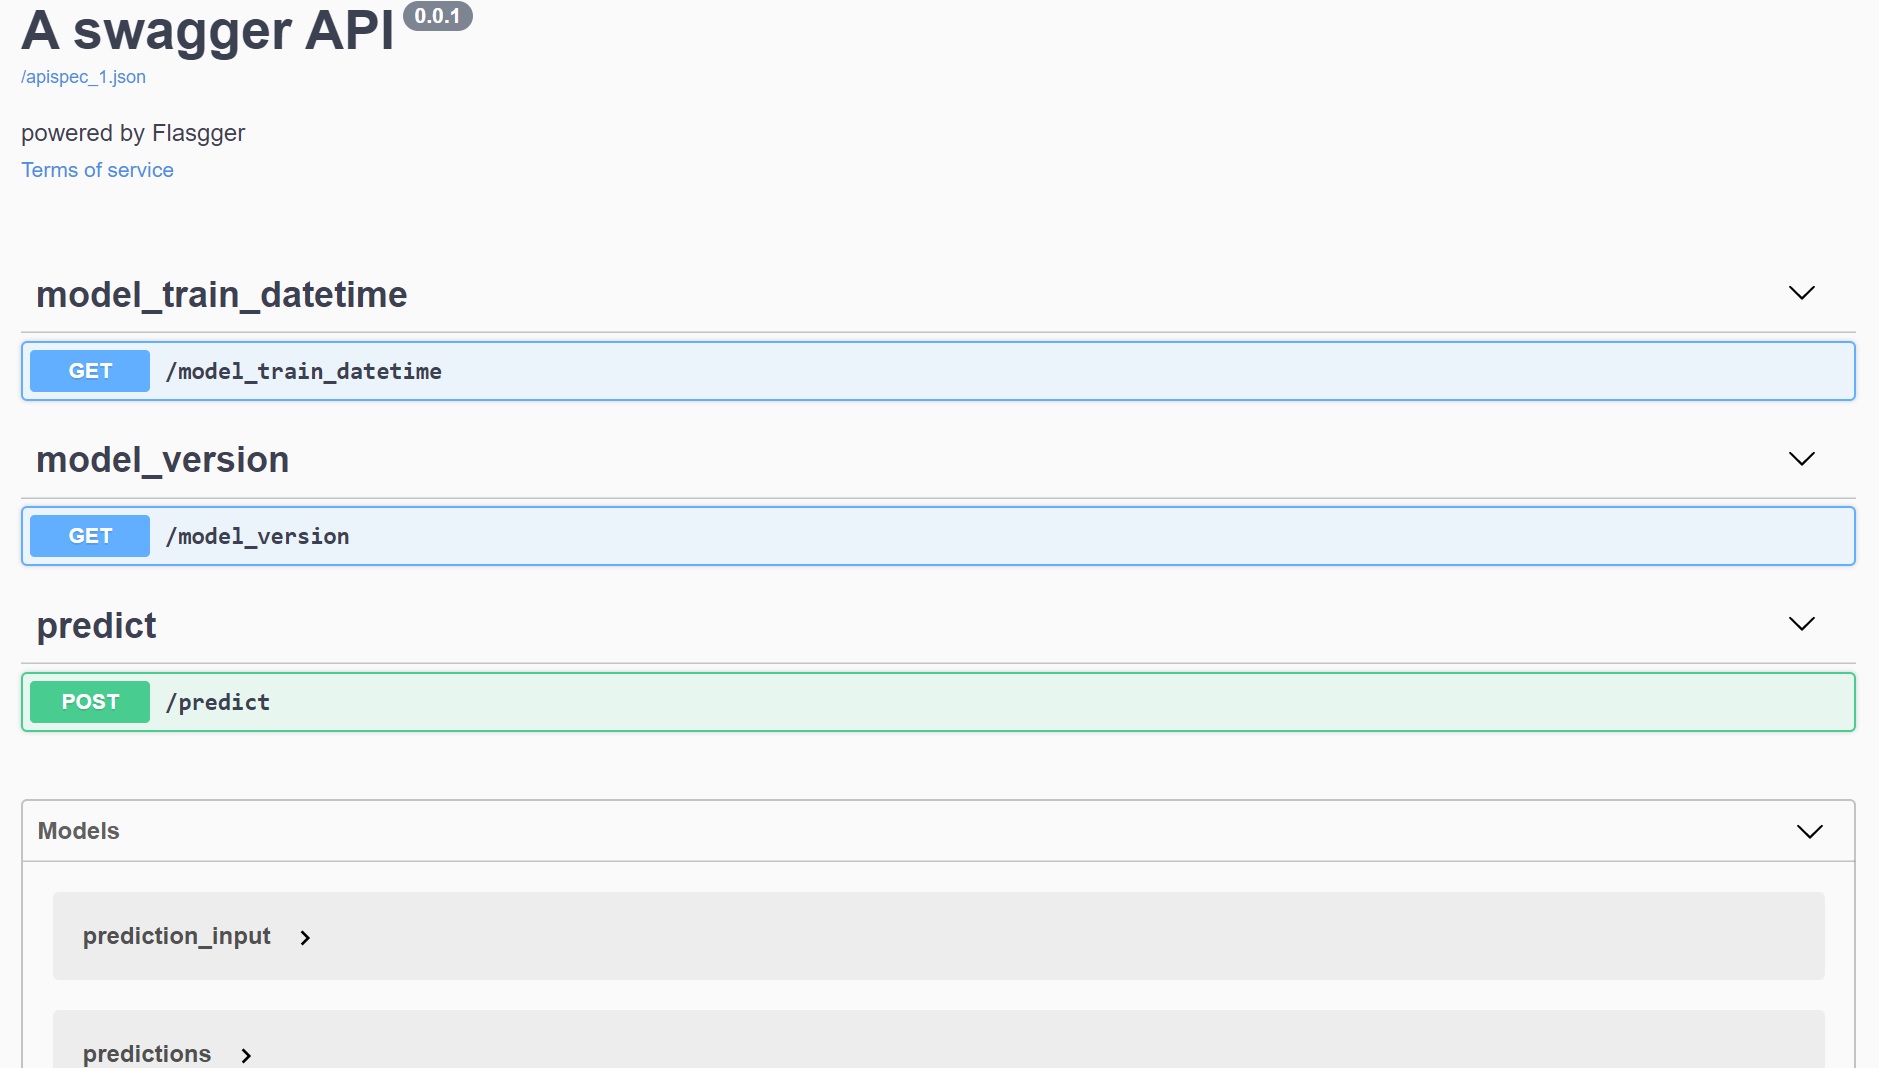 A swagger API 0.0.1
/apispec_1.json
powered by Flasgger
Terms of service
model_train_datetime
GET /model_train_datetime
model_version
GET /model_version
predict
POST /predict
Models
prediction_input
predictions